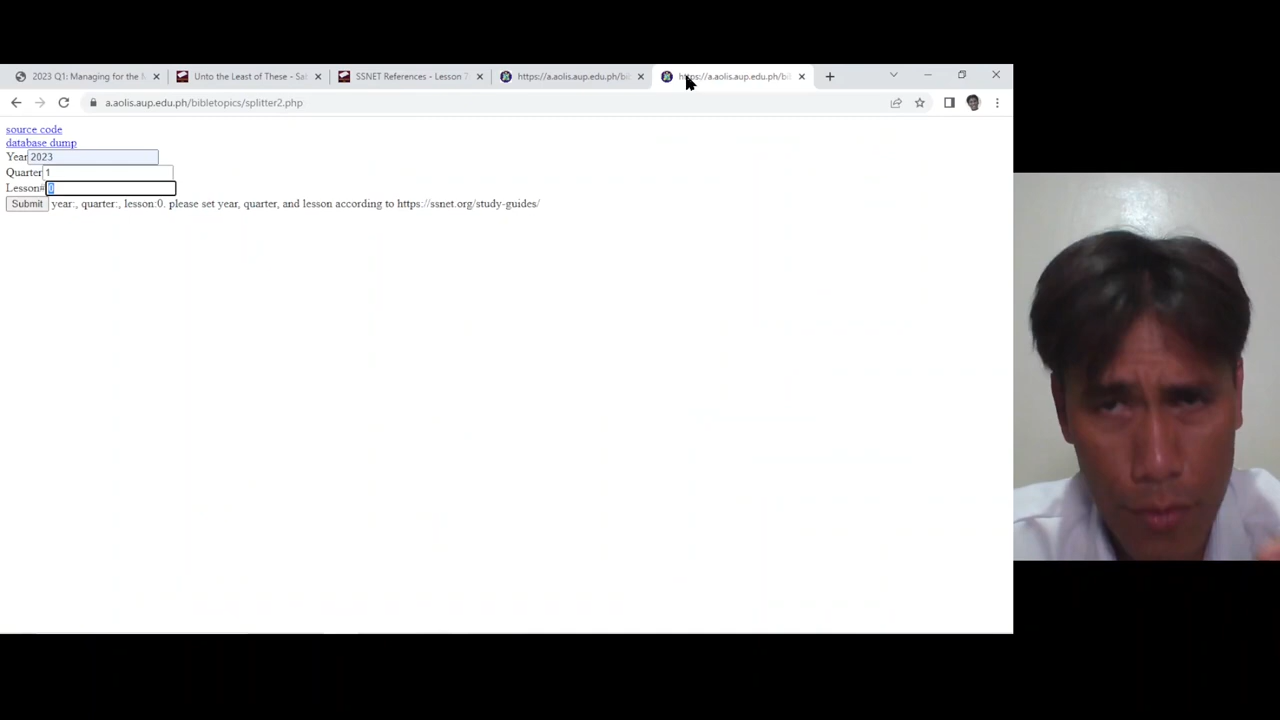 2023 Q1: Managing for the M
Unto the Least of These - Sa
SSNET References - Lesson 7
https://a.aolis.aup.edu.ph/bi
https://a.aolis.aup.edu.ph/bi
a.aolis.aup.edu.ph/bibletopics/splitter2.php
source code
database dump
Year 2023
Quarter 1
Lesson# 0
Submit year:, quarter:, lesson:0. please set year, quarter, and lesson according to https://ssnet.org/study-guides/